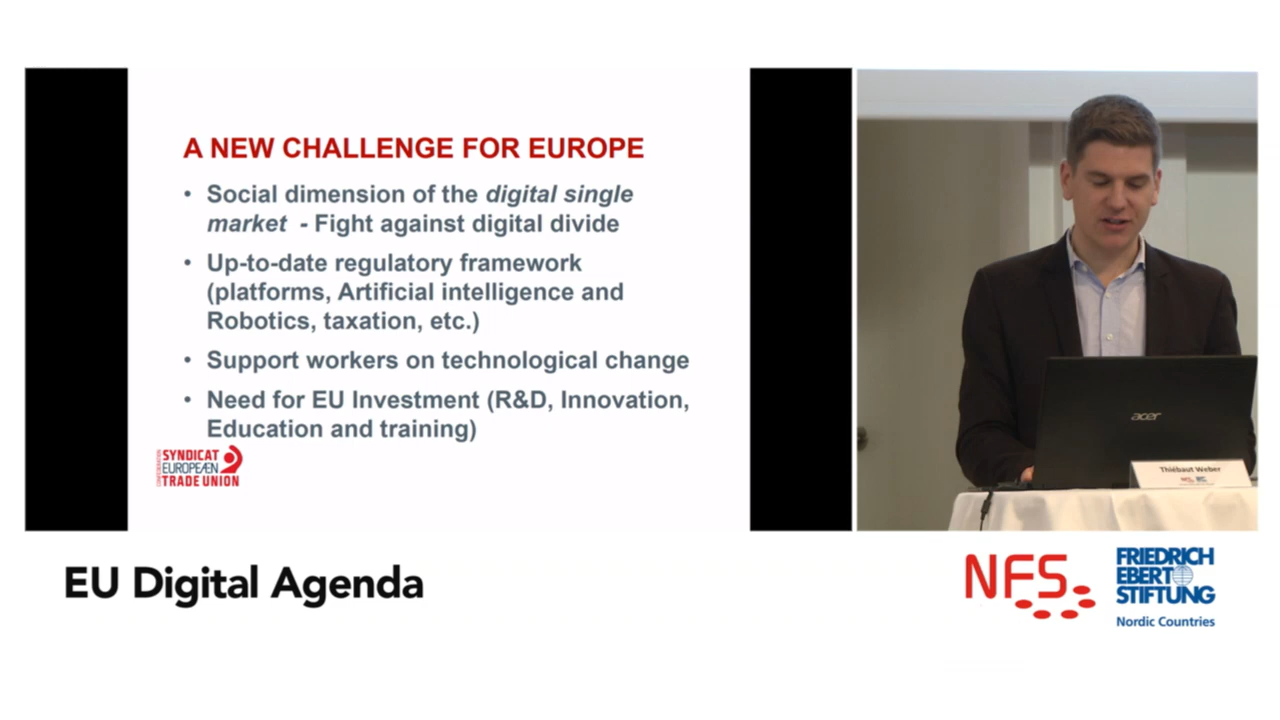 A NEW CHALLENGE FOR EUROPE
• Social dimension of the digital single
market - Fight against digital divide
• Up-to-date regulatory framework
(platforms, Artificial intelligence and
Robotics, taxation, etc.)
• Support workers on technological change
• Need for EU Investment (R&D, Innovation,
Education and training)
SYNDICAT
EUROPEÆN
TRADE UNION
acer
Thiébaut Weber
EU Digital Agenda
NFS
FRIEDRICH
EBERT
STIFTUNG
Nordic Countries